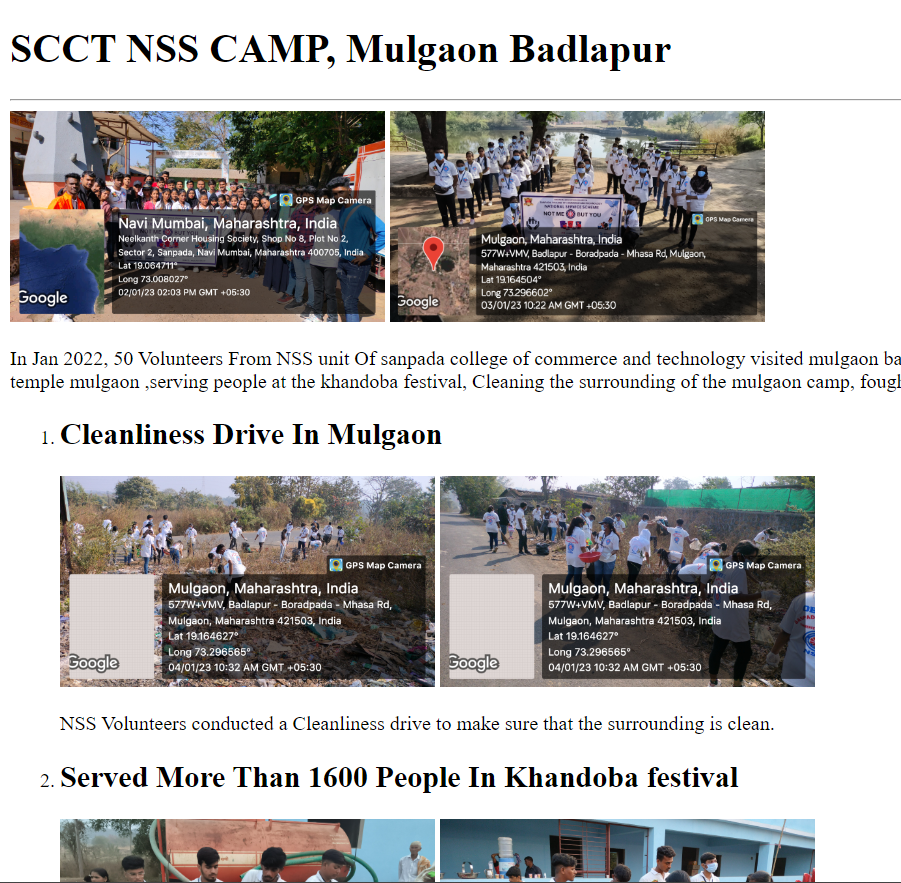 SCCT NSS CAMP, Mulgaon Badlapur
GPS Map Camera
Navi Mumbai, Maharashtra, India
Neelkanth Corner Housing Society, Shop No 8, Plot No 2,
Sector 2, Sanpada, Navi Mumbai, Maharashtra 400705, India
Lat 19.064711°
Long 73.008027°
02/01/23 02:03 PM GMT +05:30
Google
NATIONAL SERVICE SCHEME
NOT ME BUT YOU
GPS Map Camera
Mulgaon, Maharashtra, India
577W+VMV, Badlapur - Boradpada - Mhasa Rd, Mulgaon,
Maharashtra 421503, India
Lat 19.164504°
Long 73.296602°
03/01/23 10:22 AM GMT +05:30
Google
In Jan 2022, 50 Volunteers From NSS unit Of sanpada college of commerce and technology visited mulgaon ba
temple mulgaon ,serving people at the khandoba festival, Cleaning the surrounding of the mulgaon camp, fough
1. Cleanliness Drive In Mulgaon
GPS Map Camera
Mulgaon, Maharashtra, India
577W+VMV, Badlapur - Boradpada - Mhasa Rd,
Mulgaon, Maharashtra 421503, India
Lat 19.164627°
Long 73.296565°
04/01/23 10:32 AM GMT +05:30
Google
GPS Map Camera
Mulgaon, Maharashtra, India
577W+VMV, Badlapur - Boradpada - Mhasa Rd,
Mulgaon, Maharashtra 421503, India
Lat 19.164627°
Long 73.296565°
04/01/23 10:32 AM GMT +05:30
Google
NSS Volunteers conducted a Cleanliness drive to make sure that the surrounding is clean.
2. Served More Than 1600 People In Khandoba festival